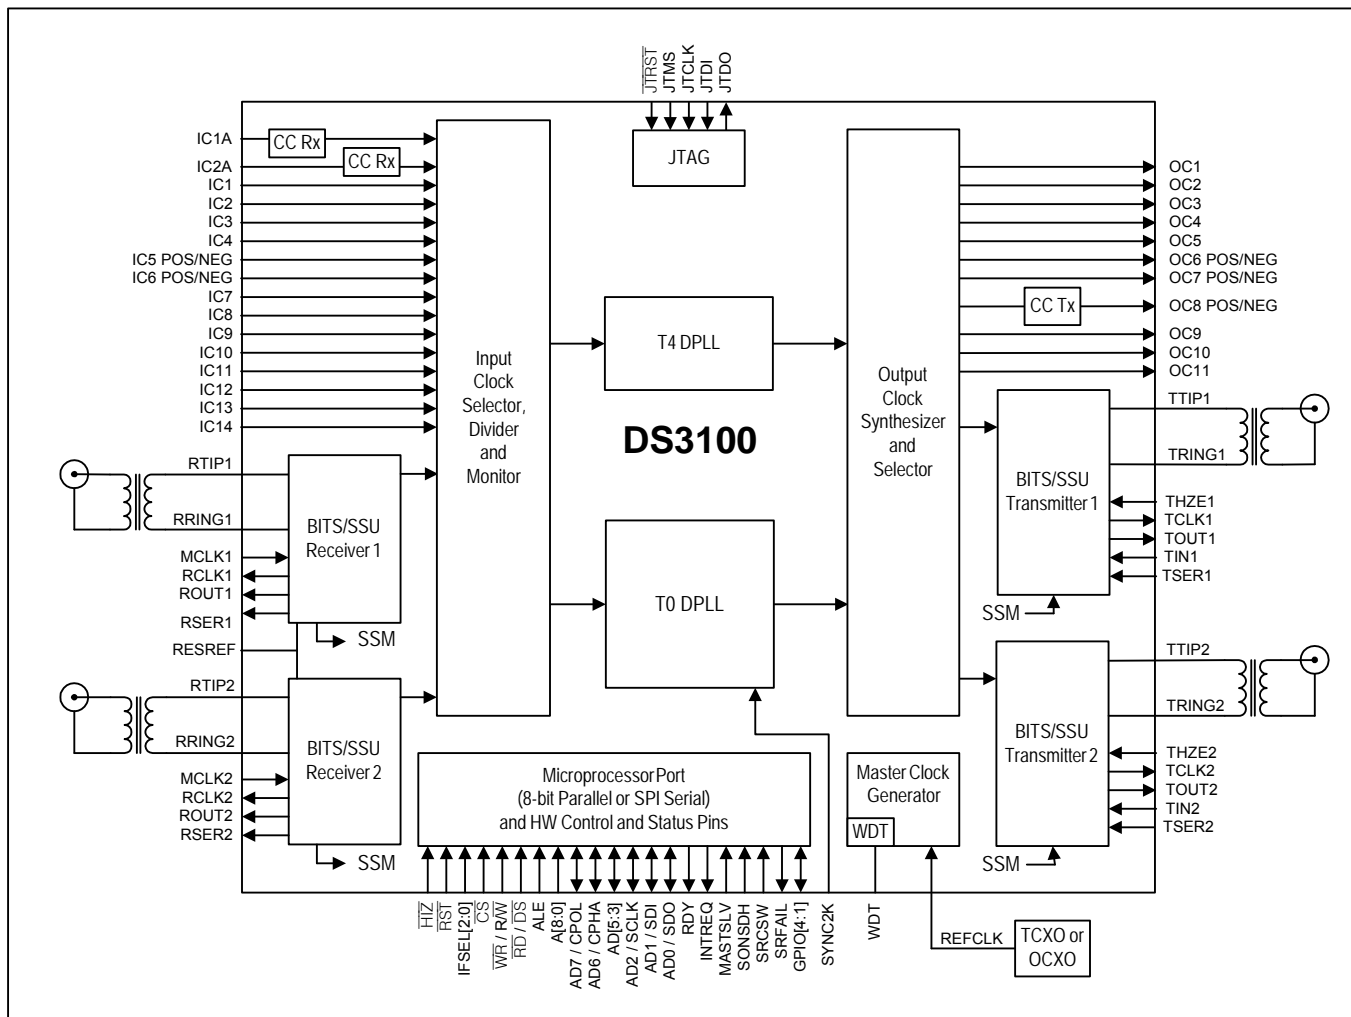 JTRST
JTMS
JTCLK
JTDI
JTDO
JTAG
IC1A
CC Rx
IC2A
CC Rx
IC1
IC2
IC3
IC4
IC5 POS/NEG
IC6 POS/NEG
IC7
IC8
IC9
IC10
IC11
IC12
IC13
IC14
RTIP1
RRING1
MCLK1
RCLK1
ROUT1
RSER1
RESREF
RTIP2
RRING2
MCLK2
RCLK2
ROUT2
RSER2
BITS/SSU
Receiver 1
SSM
BITS/SSU
Receiver 2
SSM
Input
Clock
Selector,
Divider
and
Monitor
T4 DPLL
DS3100
T0 DPLL
Output
Clock
Synthesizer
and
Selector
CC Tx
OC1
OC2
OC3
OC4
OC5
OC6 POS/NEG
OC7 POS/NEG
OC8 POS/NEG
OC9
OC10
OC11
BITS/SSU
Transmitter 1
SSM
TTIP1
TRING1
THZE1
TCLK1
TOUT1
TIN1
TSER1
BITS/SSU
Transmitter 2
SSM
TTIP2
TRING2
THZE2
TCLK2
TOUT2
TIN2
TSER2
Microprocessor Port
(8-bit Parallel or SPI Serial)
and HW Control and Status Pins
Master Clock
Generator
WDT
HIZ
RST
IFSEL[2:0]
CS
WR / R/W
RD / DS
ALE
A[8:0]
AD7 / CPOL
AD6 / CPHA
AD[5:3]
AD2 / SCLK
AD1 / SDI
AD0 / SDO
RDY
INTREQ
MASTSLV
SONSDH
SRCSW
SRFAIL
GPIO[4:1]
SYNC2K
WDT
REFCLK
TCXO or
OCXO